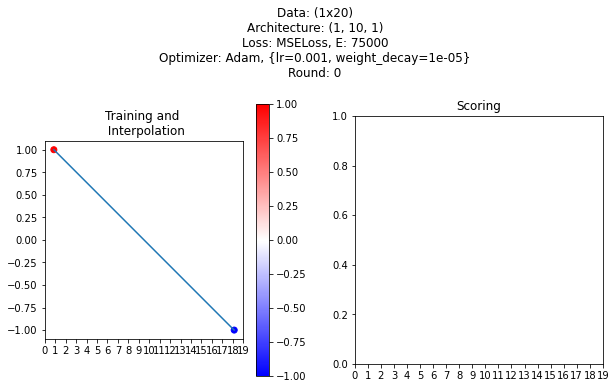 Data: (1x20)
Architecture: (1, 10, 1)
Loss: MSELoss, E: 75000
Optimizer: Adam, {lr=0.001, weight_decay=1e-05}
Round: 0
Training and
Interpolation
1.00
0.75
0.50
0.25
0.00
−0.25
−0.50
−0.75
−1.00
0 1 2 3 4 5 6 7 8 9 10 11 12 13 14 15 16 17 18 19
1.00
0.75
0.50
0.25
0.00
−0.25
−0.50
−0.75
−1.00
Scoring
1.0
0.8
0.6
0.4
0.2
0.0
0 1 2 3 4 5 6 7 8 9 10 11 12 13 14 15 16 17 18 19